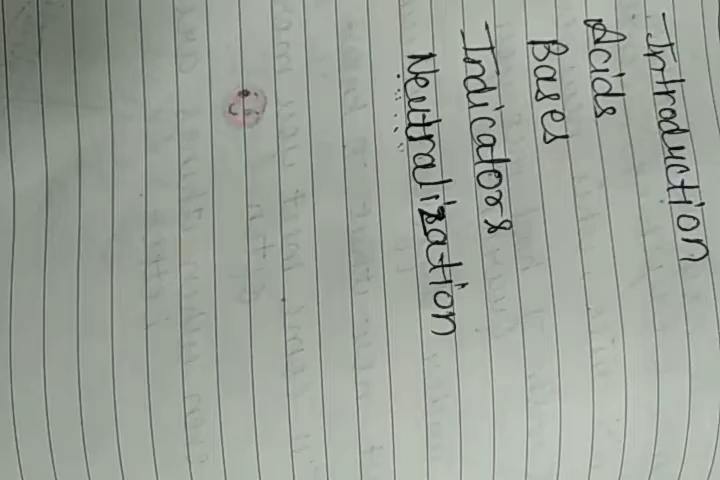 Introduction
Acids
Bases
Indicators
Neutralization